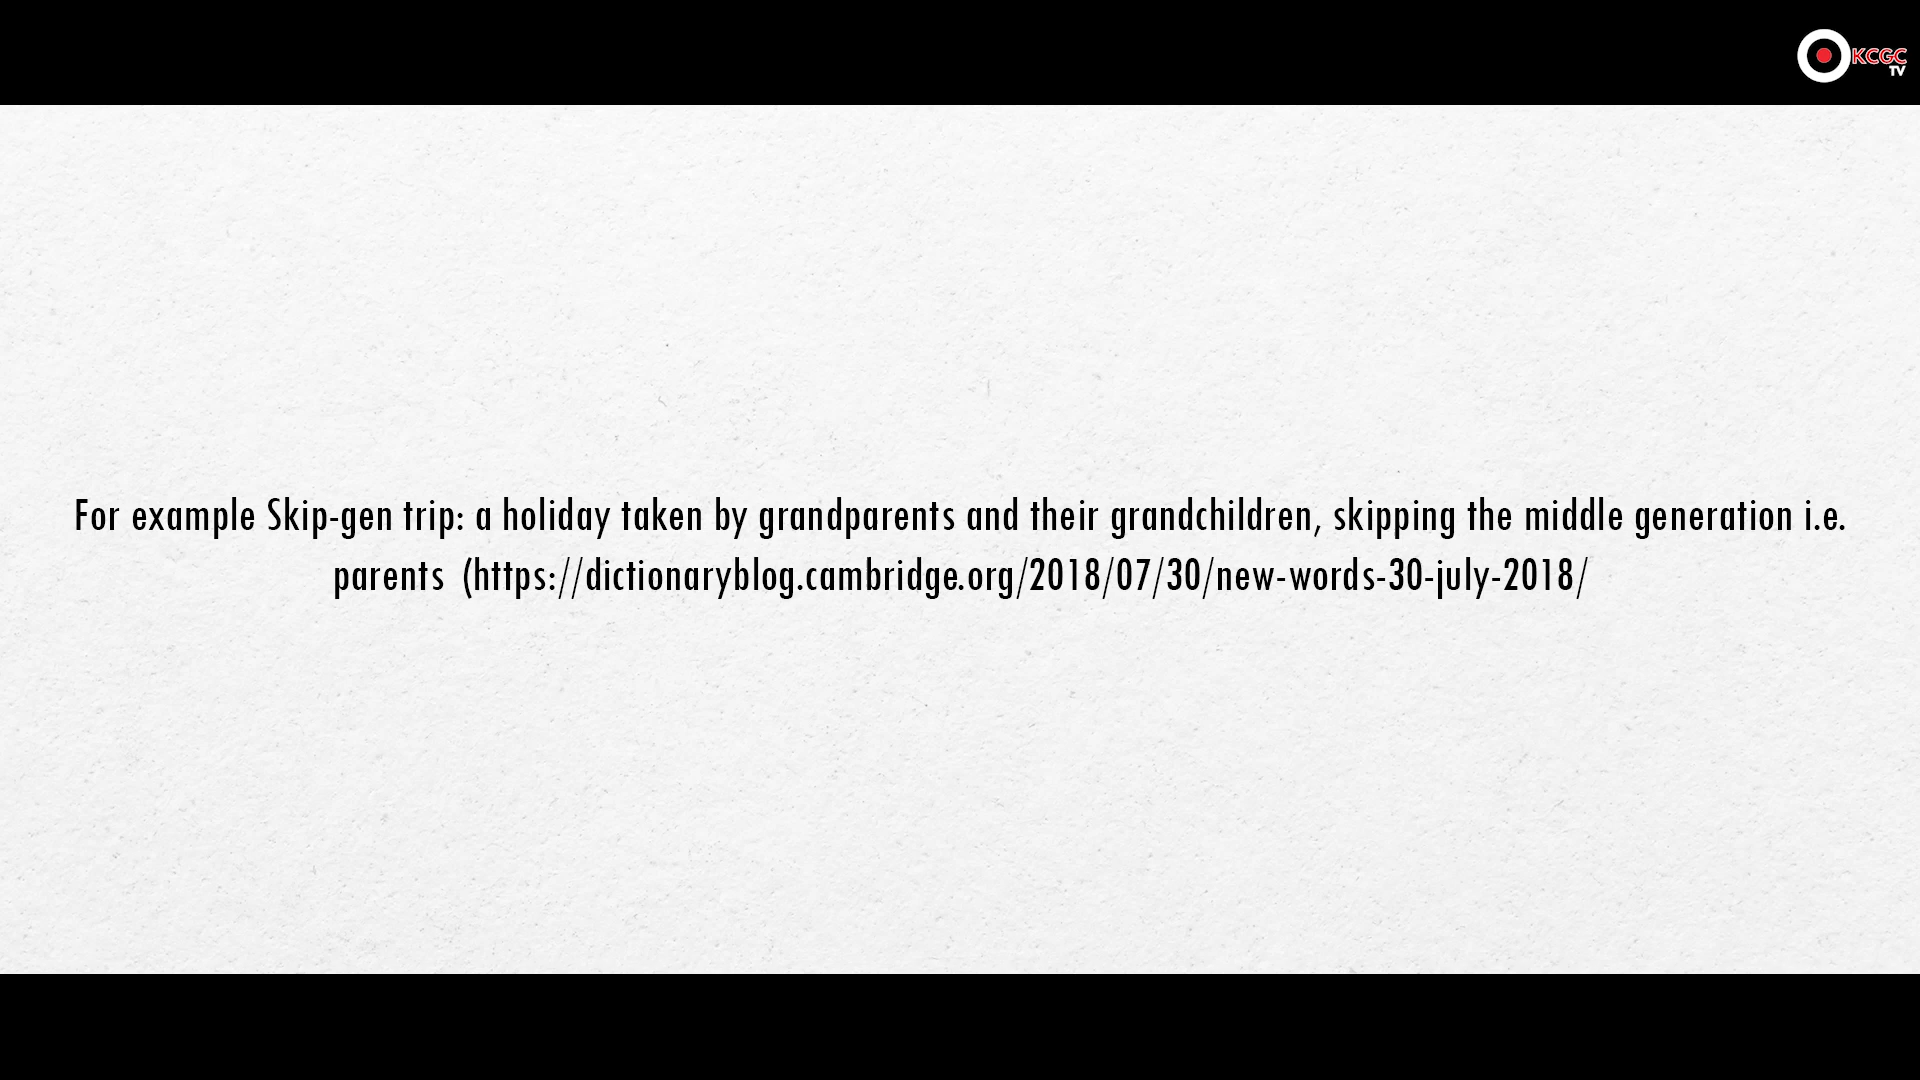 KCGC
TV
For example Skip-gen trip: a holiday taken by grandparents and their grandchildren, skipping the middle generation i.e.
parents (https://dictionaryblog.cambridge.org/2018/07/30/new-words-30-july-2018/